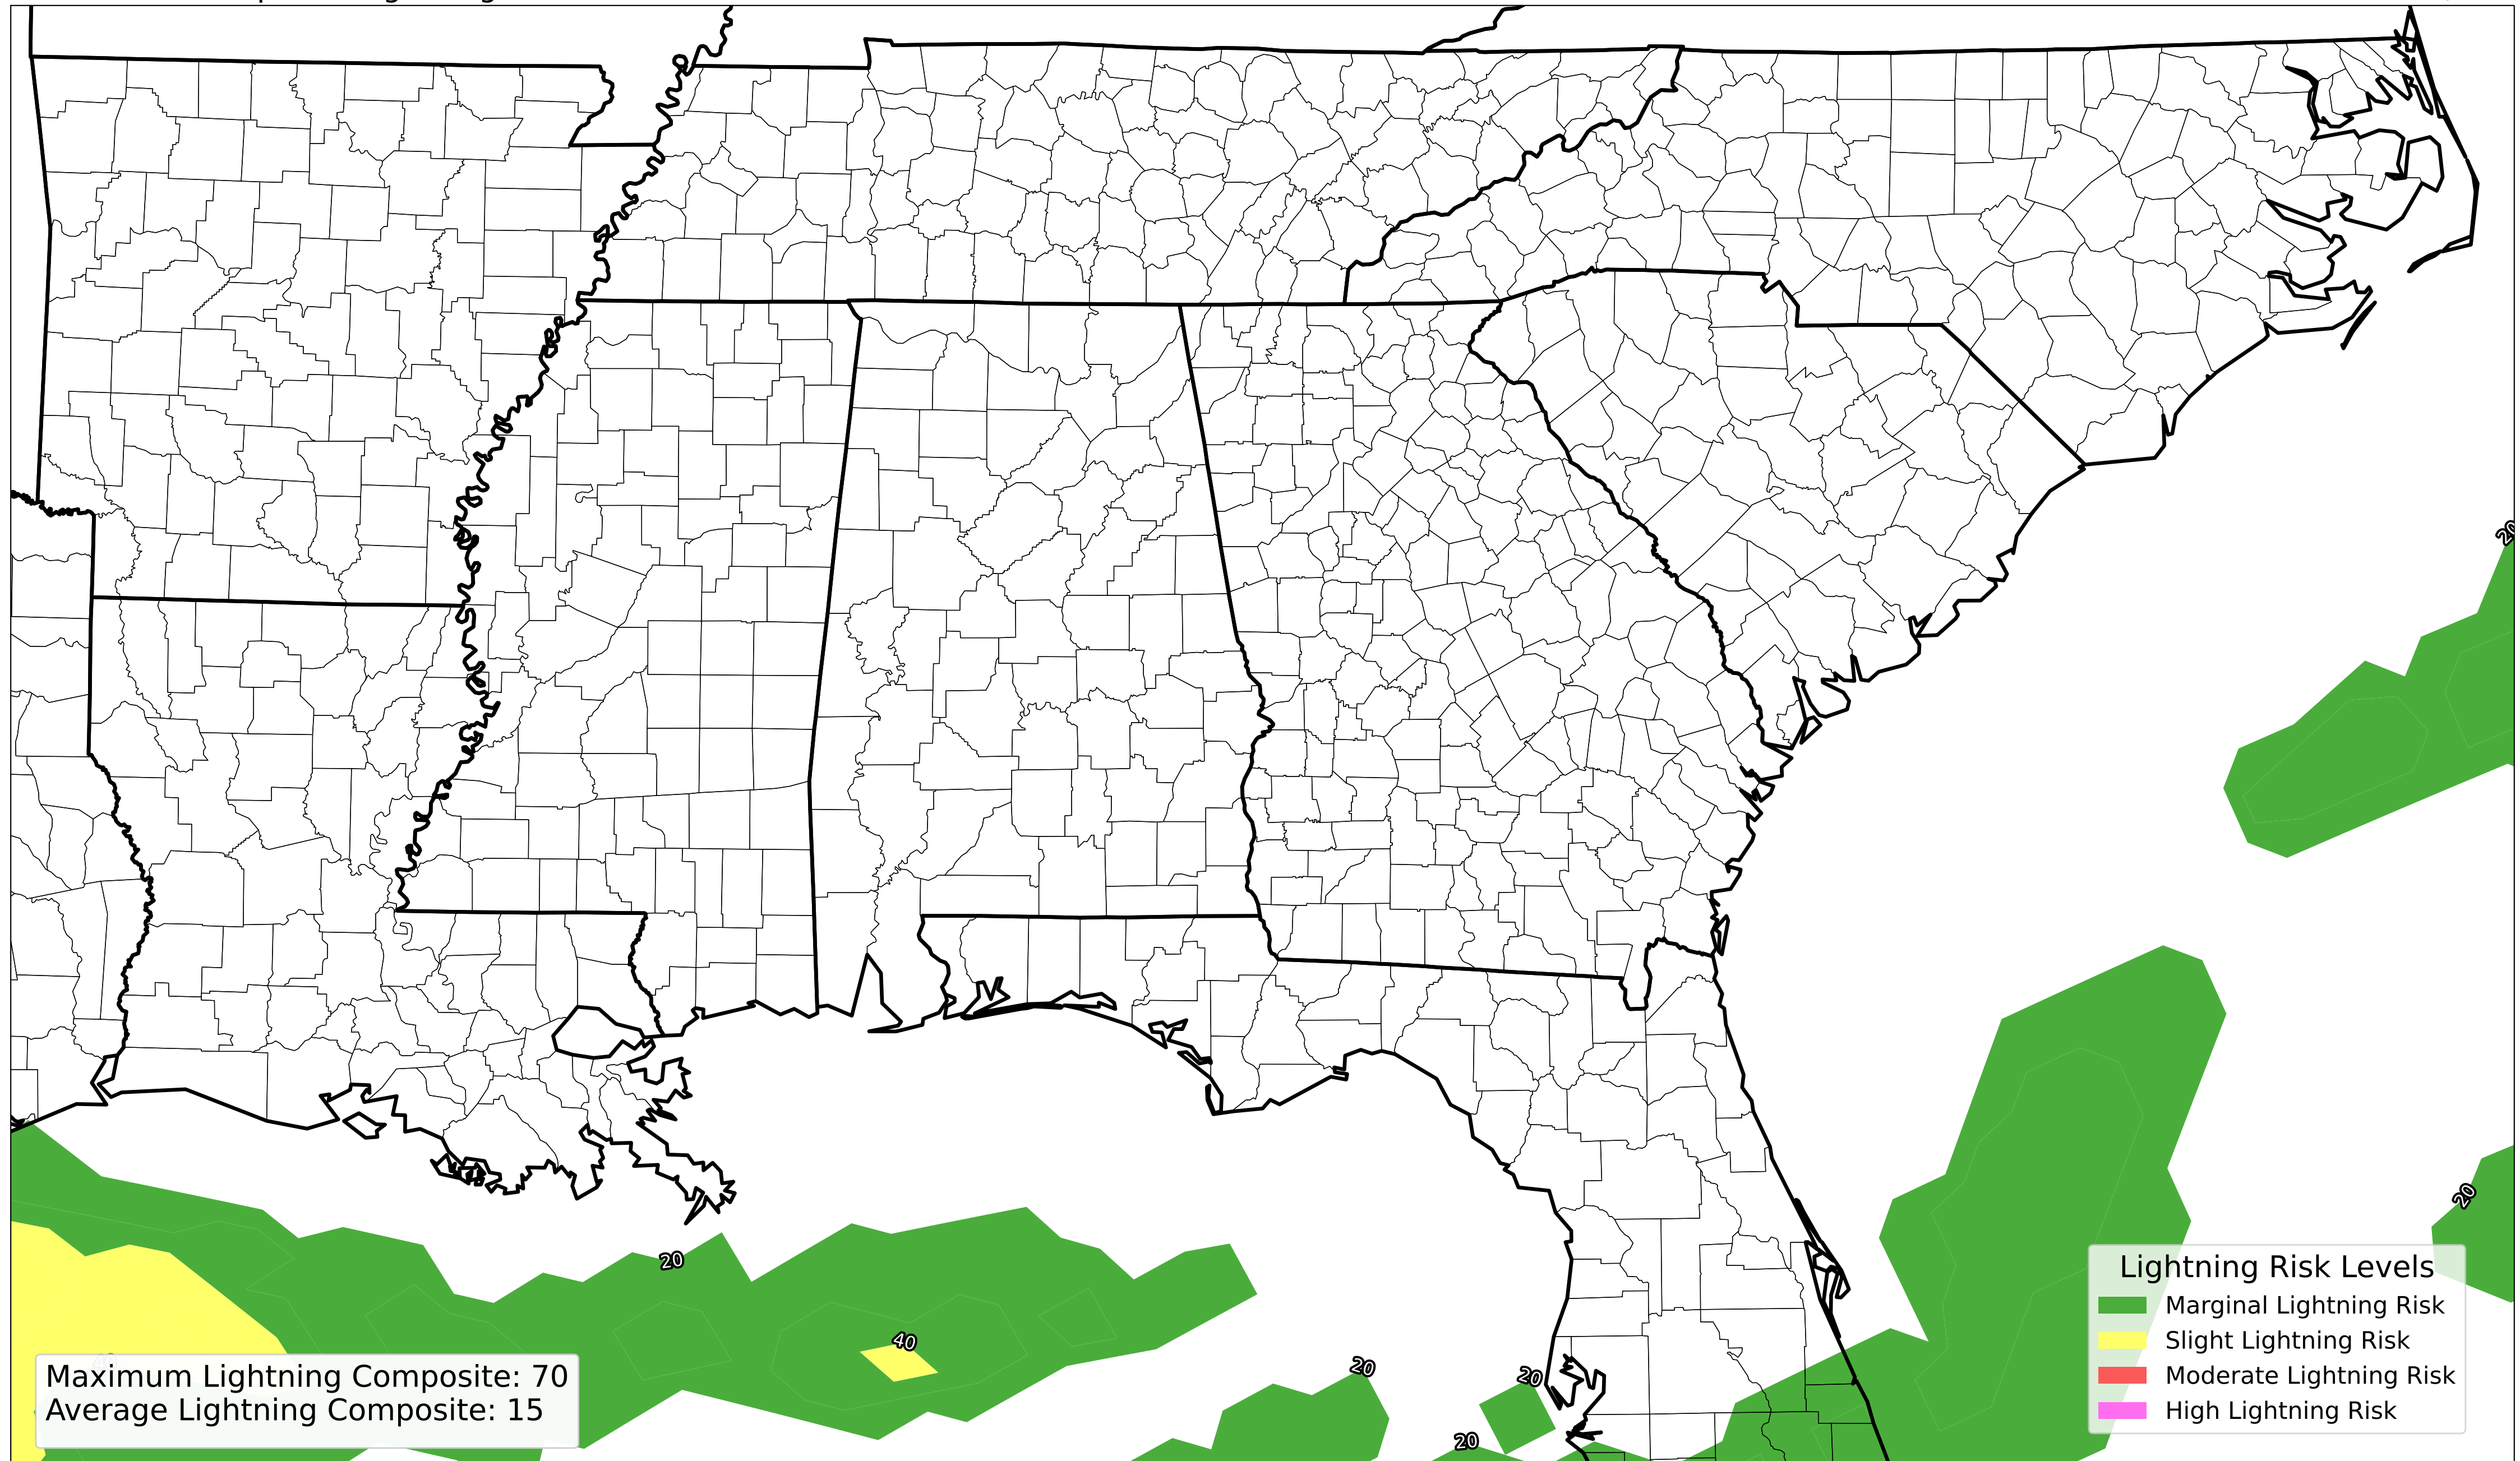 20
20
20
40
20
20
20
Lightning Risk Levels
Marginal Lightning Risk
Slight Lightning Risk
Moderate Lightning Risk
High Lightning Risk
Maximum Lightning Composite: 70
Average Lightning Composite: 15